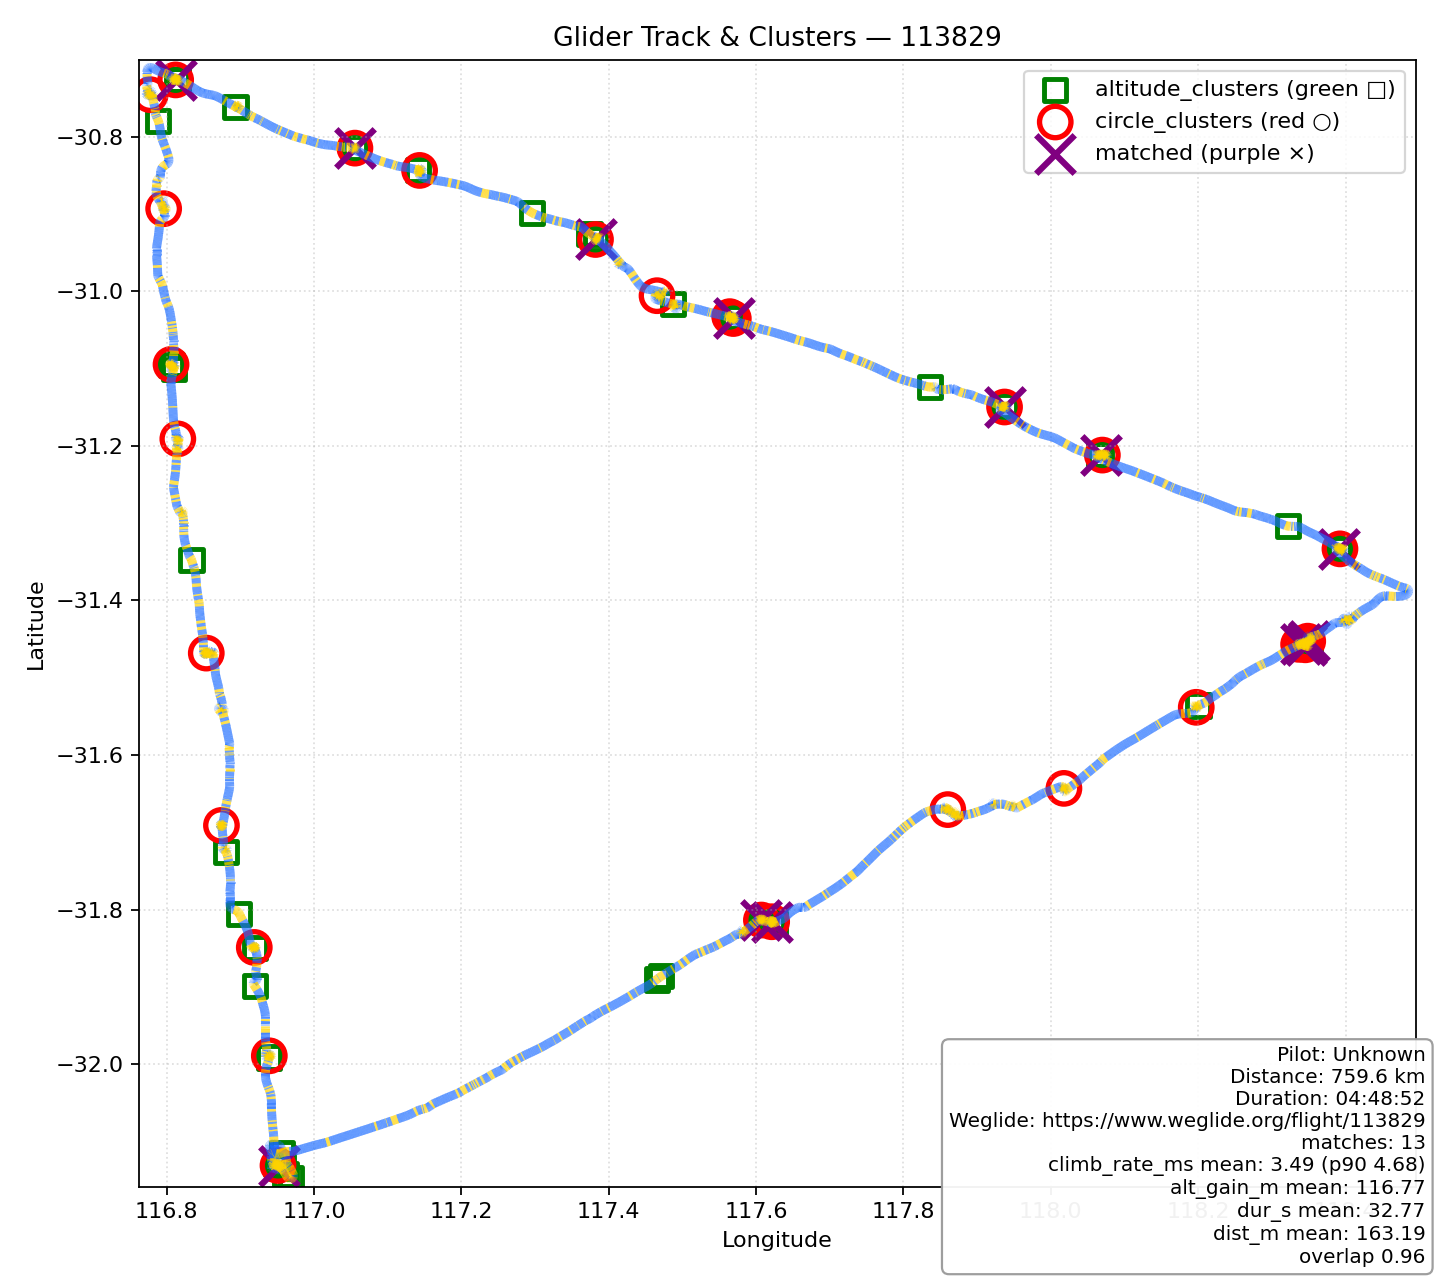 Glider Track & Clusters — 113829
altitude_clusters (green □)
circle_clusters (red ○)
matched (purple ×)
−30.8
−31.0
−31.2
−31.4
−31.6
−31.8
−32.0
Latitude
116.8
117.0
117.2
117.4
117.6
117.8
118.0
118.2
Longitude
Pilot: Unknown
Distance: 759.6 km
Duration: 04:48:52
Weglide: https://www.weglide.org/flight/113829
matches: 13
climb_rate_ms mean: 3.49 (p90 4.68)
alt_gain_m mean: 116.77
dur_s mean: 32.77
dist_m mean: 163.19
overlap 0.96